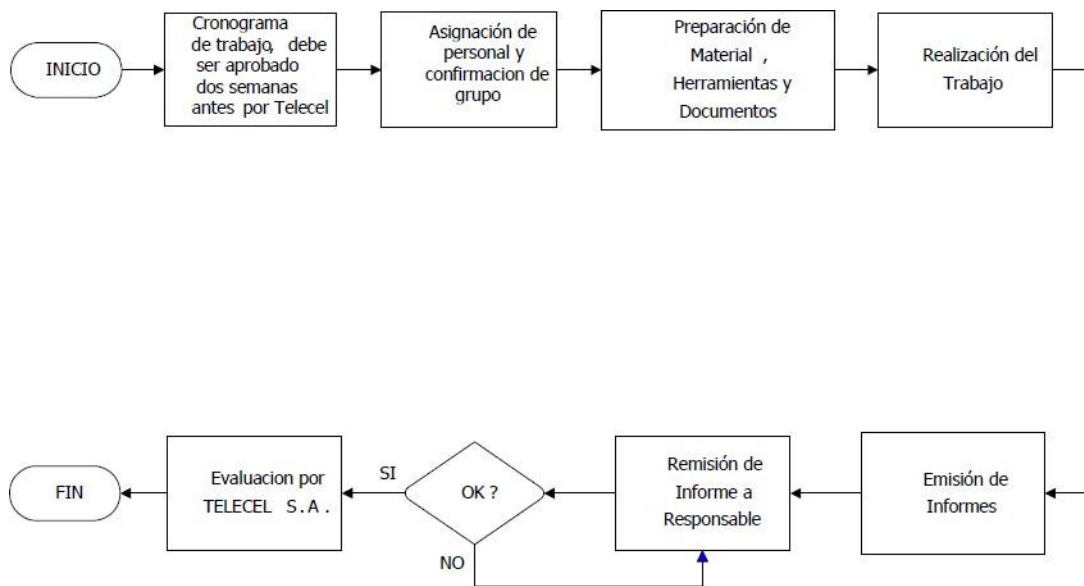 INICIO
Cronograma
de trabajo, debe
ser aprobado
dos semanas
antes por Telecel
Asignación de
personal y
confirmacion de
grupo
Preparación de
Material ,
Herramientas y
Documentos
Realización del
Trabajo
FIN
Evaluacion por
TELECEL S.A.
SI
OK ?
NO
Remisión de
Informe a
Responsable
Emisión de
Informes